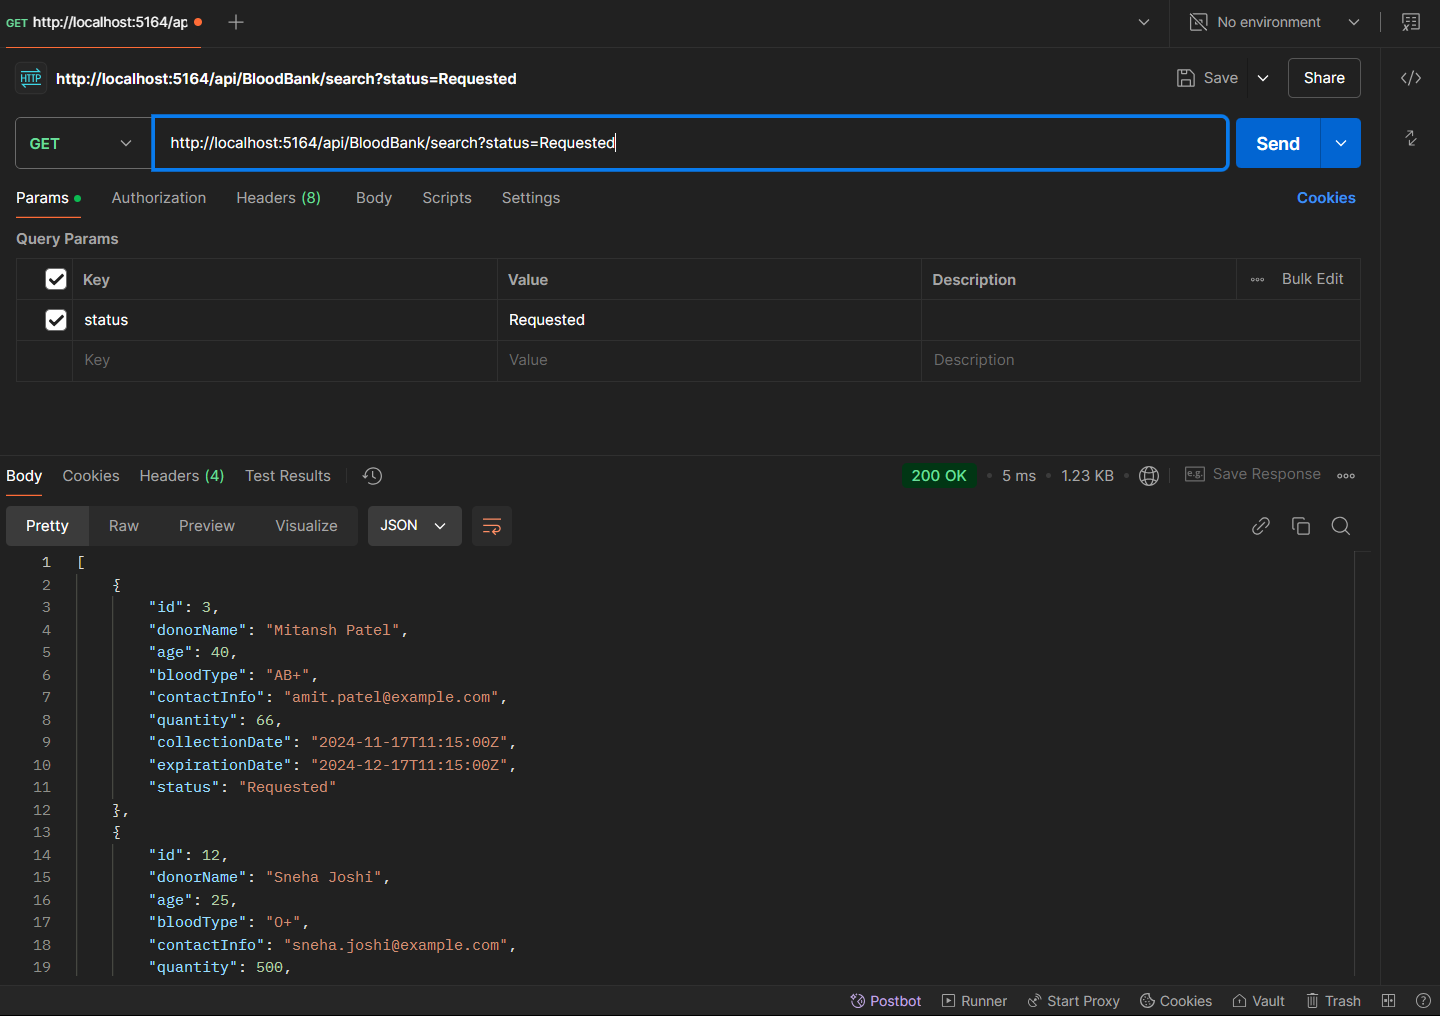 GET http://localhost:5164/ap
No environment
HTTP http://localhost:5164/api/BloodBank/search?status=Requested
Save
Share
GET
http://localhost:5164/api/BloodBank/search?status=Requested
Send
Params
Authorization
Headers (8)
Body
Scripts
Settings
Cookies
Query Params
Key Value Description Bulk Edit
status Requested
Key Value Description
Body Cookies Headers (4) Test Results
200 OK 5 ms 1.23 KB e.g. Save Response
Pretty Raw Preview Visualize JSON
1 [
2 {
3 "id": 3,
4 "donorName": "Mitansh Patel",
5 "age": 40,
6 "bloodType": "AB+",
7 "contactInfo": "amit.patel@example.com",
8 "quantity": 66,
9 "collectionDate": "2024-11-17T11:15:00Z",
10 "expirationDate": "2024-12-17T11:15:00Z",
11 "status": "Requested"
12 },
13 {
14 "id": 12,
15 "donorName": "Sneha Joshi",
16 "age": 25,
17 "bloodType": "O+",
18 "contactInfo": "sneha.joshi@example.com",
19 "quantity": 500,
Postbot Runner Start Proxy Cookies Vault Trash